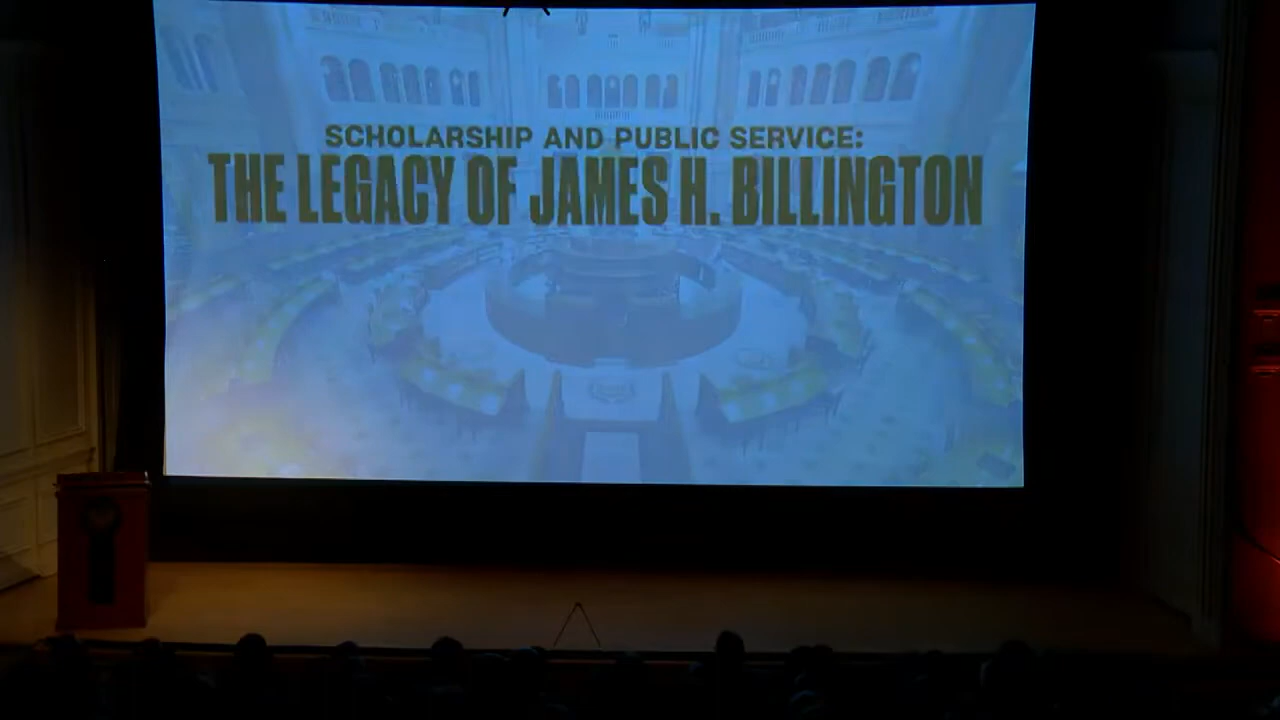 SCHOLARSHIP AND PUBLIC SERVICE:
THE LEGACY OF JAMES H. BILLINGTON